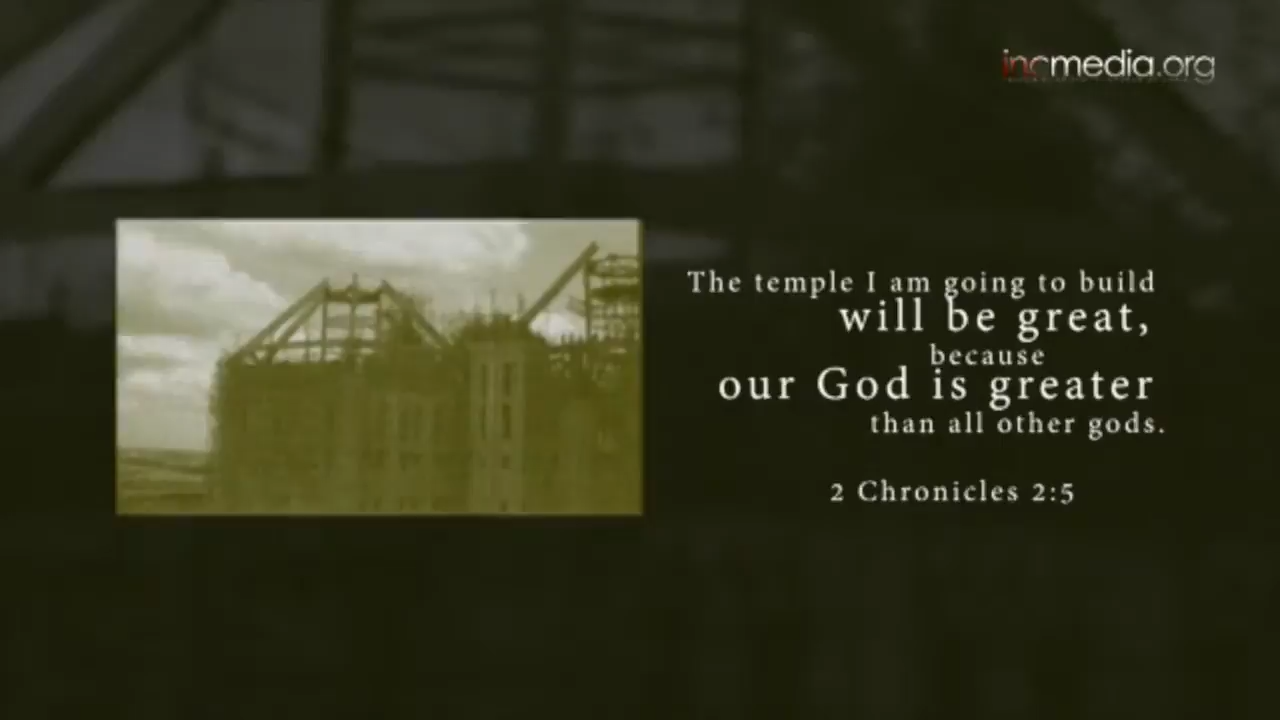 incmedia.org
The temple I am going to build
will be great,
because
our God is greater
than all other gods.
2 Chronicles 2:5